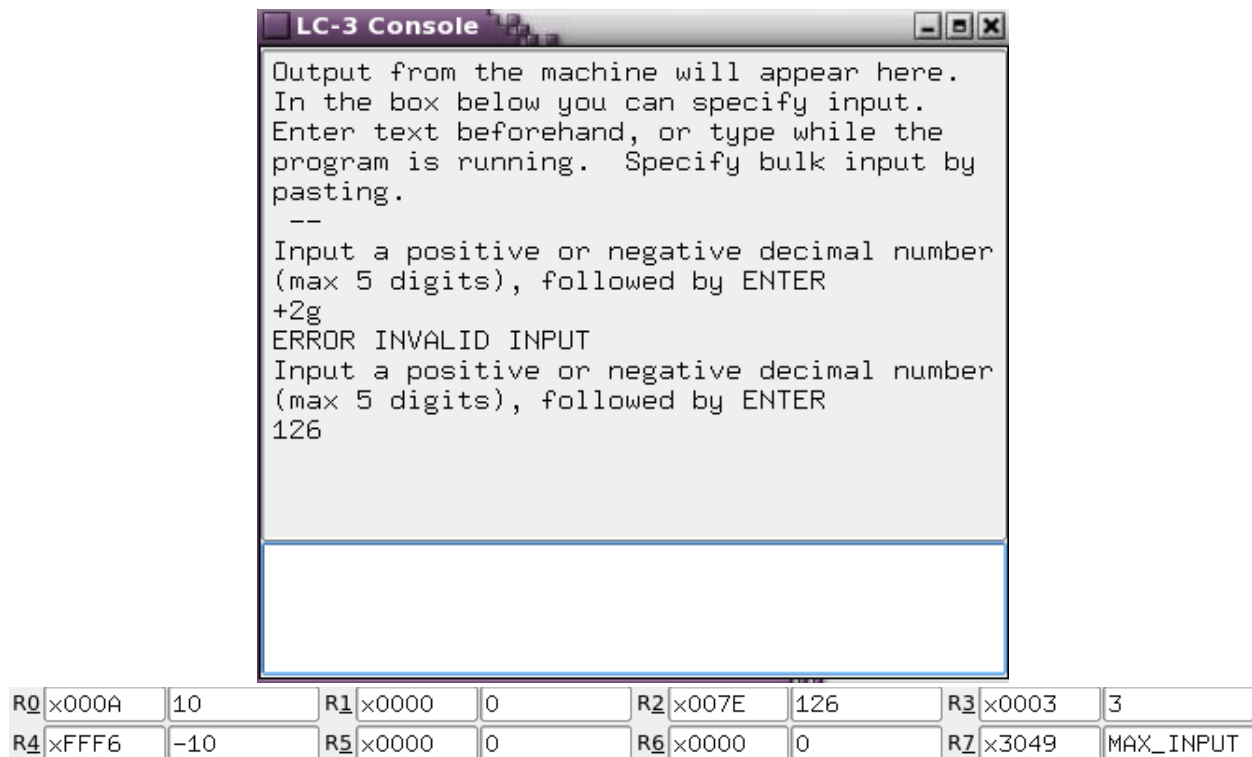 LC-3 Console
Output from the machine will appear here.
In the box below you can specify input.
Enter text beforehand, or type while the
program is running.  Specify bulk input by
pasting.
--
Input a positive or negative decimal number
(max 5 digits), followed by ENTER
+2g
ERROR INVALID INPUT
Input a positive or negative decimal number
(max 5 digits), followed by ENTER
126
R0 x000A 10 R1 x0000 0 R2 x007E 126 R3 x0003 3
R4 xFFF6 -10 R5 x0000 0 R6 x0000 0 R7 x3049 MAX_INPUT